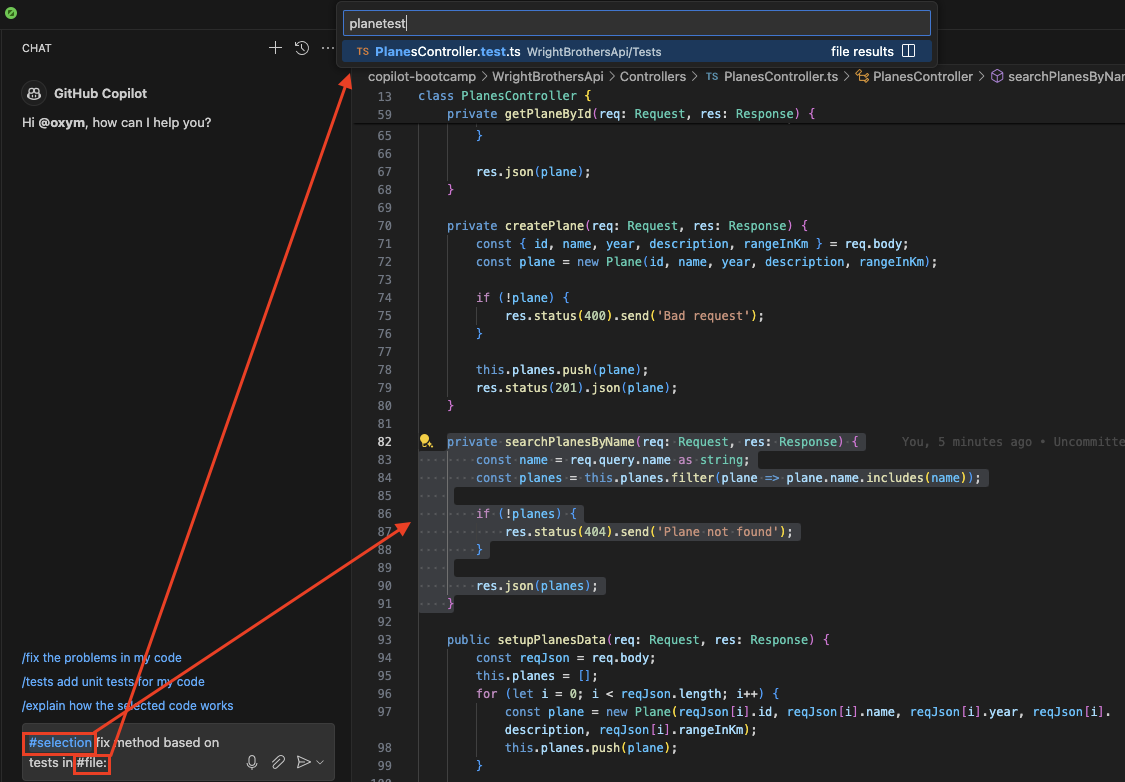 planetest
TS PlanesController.test.ts WrightBrothersApi/Tests file results
CHAT
GitHub Copilot
Hi @oxym, how can I help you?
/fix the problems in my code
/tests add unit tests for my code
/explain how the selected code works
#selection fix method based on
tests in #file:
copilot-bootcamp > WrightBrothersApi > Controllers > TS PlanesController.ts > PlanesController > searchPlanesByNa
13 class PlanesController {
59 private getPlaneById(req: Request, res: Response) {
65 }
66
67 res.json(plane);
68 }
69
70 private createPlane(req: Request, res: Response) {
71 const { id, name, year, description, rangeInKm } = req.body;
72 const plane = new Plane(id, name, year, description, rangeInKm);
73
74 if (!plane) {
75 res.status(400).send('Bad request');
76 }
77
78 this.planes.push(plane);
79 res.status(201).json(plane);
80 }
81
82 private searchPlanesByName(req: Request, res: Response) { You, 5 minutes ago • Uncommitte
83 const name = req.query.name as string;
84 const planes = this.planes.filter(plane => plane.name.includes(name));
85
86 if (!planes) {
87 res.status(404).send('Plane not found');
88 }
89
90 res.json(planes);
91 }
92
93 public setupPlanesData(req: Request, res: Response) {
94 const reqJson = req.body;
95 this.planes = [];
96 for (let i = 0; i < reqJson.length; i++) {
97 const plane = new Plane(reqJson[i].id, reqJson[i].name, reqJson[i].year, reqJson[i].
description, reqJson[i].rangeInKm);
98 this.planes.push(plane);
99 }